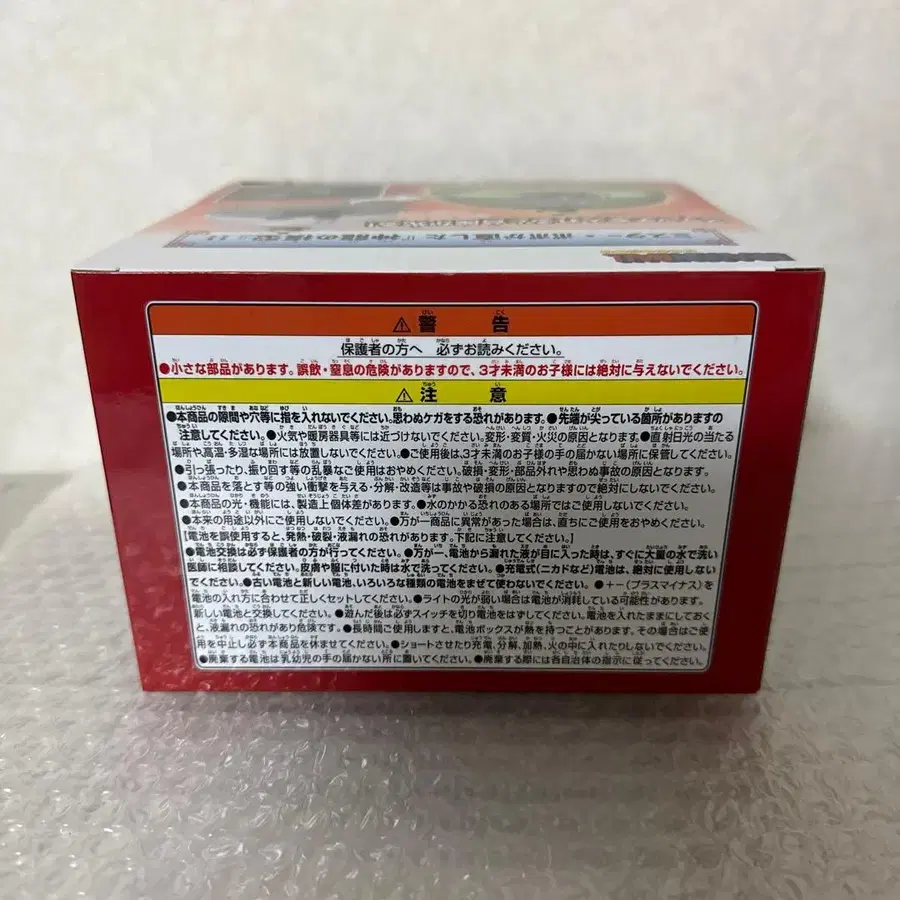 ミスター・ポポが直した「神龍の模型」!!
⚠警告
保護者の方へ 必ずお読みください。
●小さな部品があります。誤飲・窒息の危険がありますので、3才未満のお子様には絶対に与えないでください。
⚠注意
●本商品の隙間や穴等に指を入れないでください。思わぬケガをする恐れがあります。●先端が尖っている箇所がありますの
注意してください。●火気や暖房器具等には近づけないでください。変形・変質・火災の原因となります。●直射日光の当たる
場所や高温・多湿な場所には放置しないでください。●ご使用後は、3才未満のお子様の手の届かない場所に保管してください。
●引っ張ったり、振り回す等の乱暴なご使用はおやめください。破損・変形・部品外れや思わぬ事故の原因となります。
●本商品を落とす等の強い衝撃を与える・分解・改造等は事故や破損の原因となりますので絶対にしないでください。
●本商品の光・機能には、製造上個体差があります。●水のかかる恐れのある場所ではご使用しないでください。
●本来の用途以外にご使用しないでください。●万が一商品に異常があった場合は、直ちにご使用をおやめください。
[電池を誤使用すると、発熱・破裂・液漏れの恐れがあります。下記に注意してください。]
●電池交換は必ず保護者の方が行ってください。●万が一、電池から漏れた液が目に入った時は、すぐに大量の水で洗い
医師に相談してください。皮膚や服に付いた時は水で洗ってください。●充電式(ニカドなど)電池は、絶対に使用しない
でください。●古い電池と新しい電池、いろいろな種類の電池をまぜて使わないでください。●+−(プラスマイナス)を
電池の入れ方に合わせて正しくセットしてください。●ライトの光が弱い場合は電池が消耗している可能性があります。
新しい電池と交換してください。●遊んだ後は必ずスイッチを切り電池をはずしてください。電池を入れたままにしておく
と、液漏れの恐れがあり危険です。●長時間ご使用しますと、電池ボックスが熱を持つことがあります。その場合はご使
用を中止し必ず本商品を休ませてください。●ショートさせたり充電、分解、加熱、火の中に入れたりしないでください。
●廃棄する電池は乳幼児の手の届かない所に置いてください。●廃棄する際には各自治体の指示に従ってください。